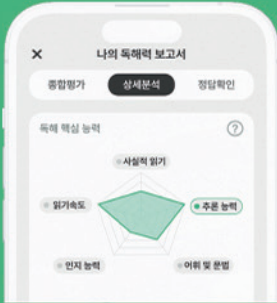 × 나의 독해력 보고서
종합평가 상세분석 정답확인
독해 핵심 능력 ?
사실적 읽기
읽기속도 추론 능력
인지 능력 어휘 및 문법